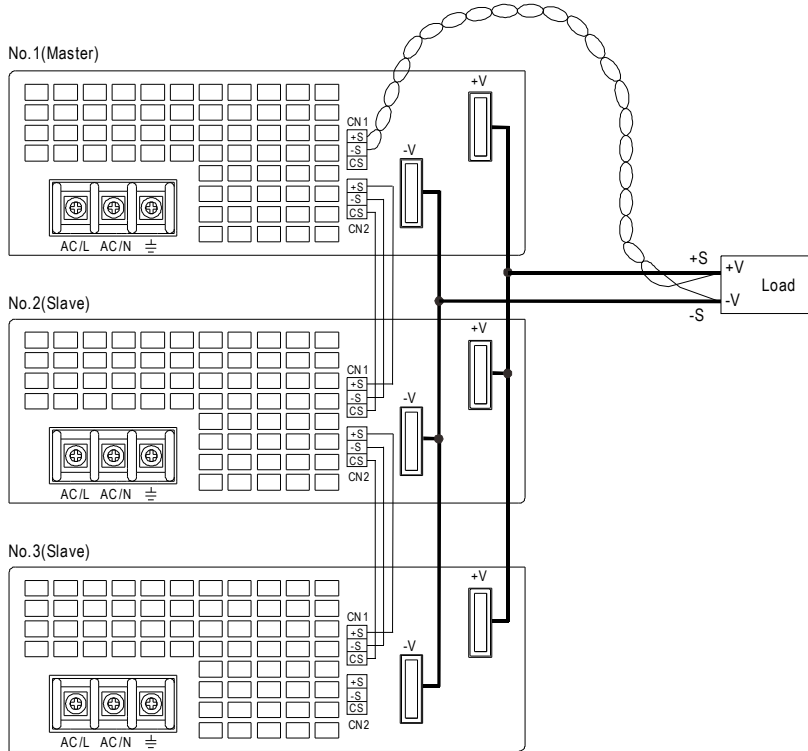 No.1(Master)
+V
CN1
+S
-S
CS
-V
+S
-S
CS
CN2
AC/L AC/N ⏚
+S
+V
Load
-V
-S
No.2(Slave)
+V
CN1
+S
-S
CS
-V
+S
-S
CS
CN2
AC/L AC/N ⏚
No.3(Slave)
+V
CN1
+S
-S
CS
-V
+S
-S
CS
CN2
AC/L AC/N ⏚